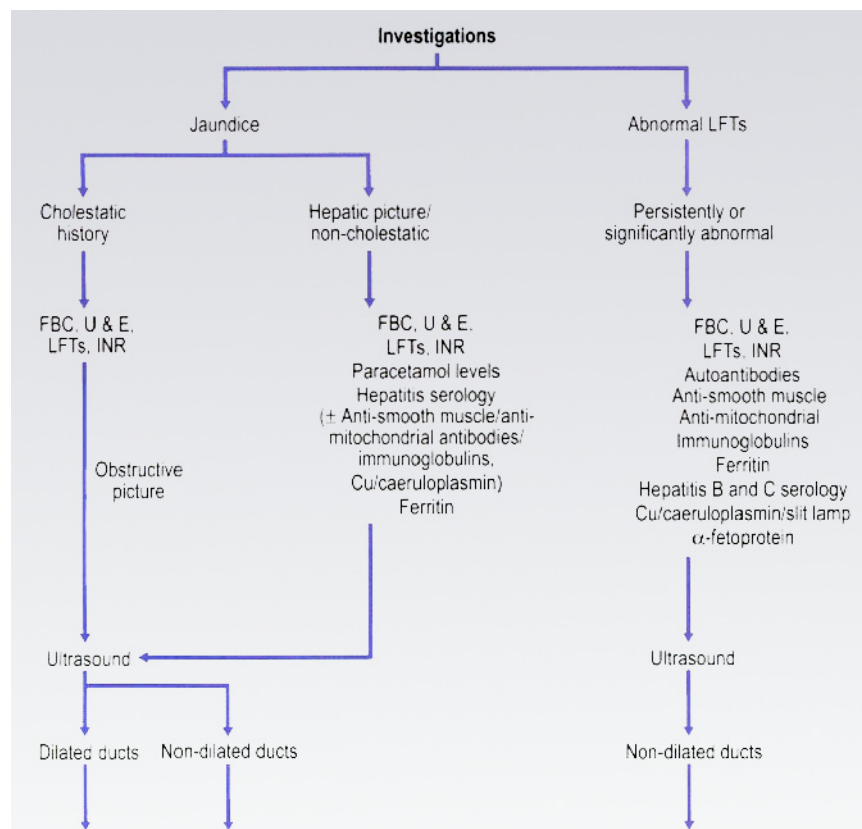 Investigations
Jaundice
Abnormal LFTs
Cholestatic
history
Hepatic picture/
non-cholestatic
Persistently or
significantly abnormal
FBC, U & E,
LFTs, INR
FBC, U & E,
LFTs, INR
Paracetamol levels
Hepatitis serology
(± Anti-smooth muscle/anti-
mitochondrial antibodies/
immunoglobulins,
Cu/caeruloplasmin)
Ferritin
FBC, U & E,
LFTs, INR
Autoantibodies
Anti-smooth muscle
Anti-mitochondrial
Immunoglobulins
Ferritin
Hepatitis B and C serology
Cu/caeruloplasmin/slit lamp
α-fetoprotein
Obstructive
picture
Ultrasound
Ultrasound
Dilated ducts
Non-dilated ducts
Non-dilated ducts